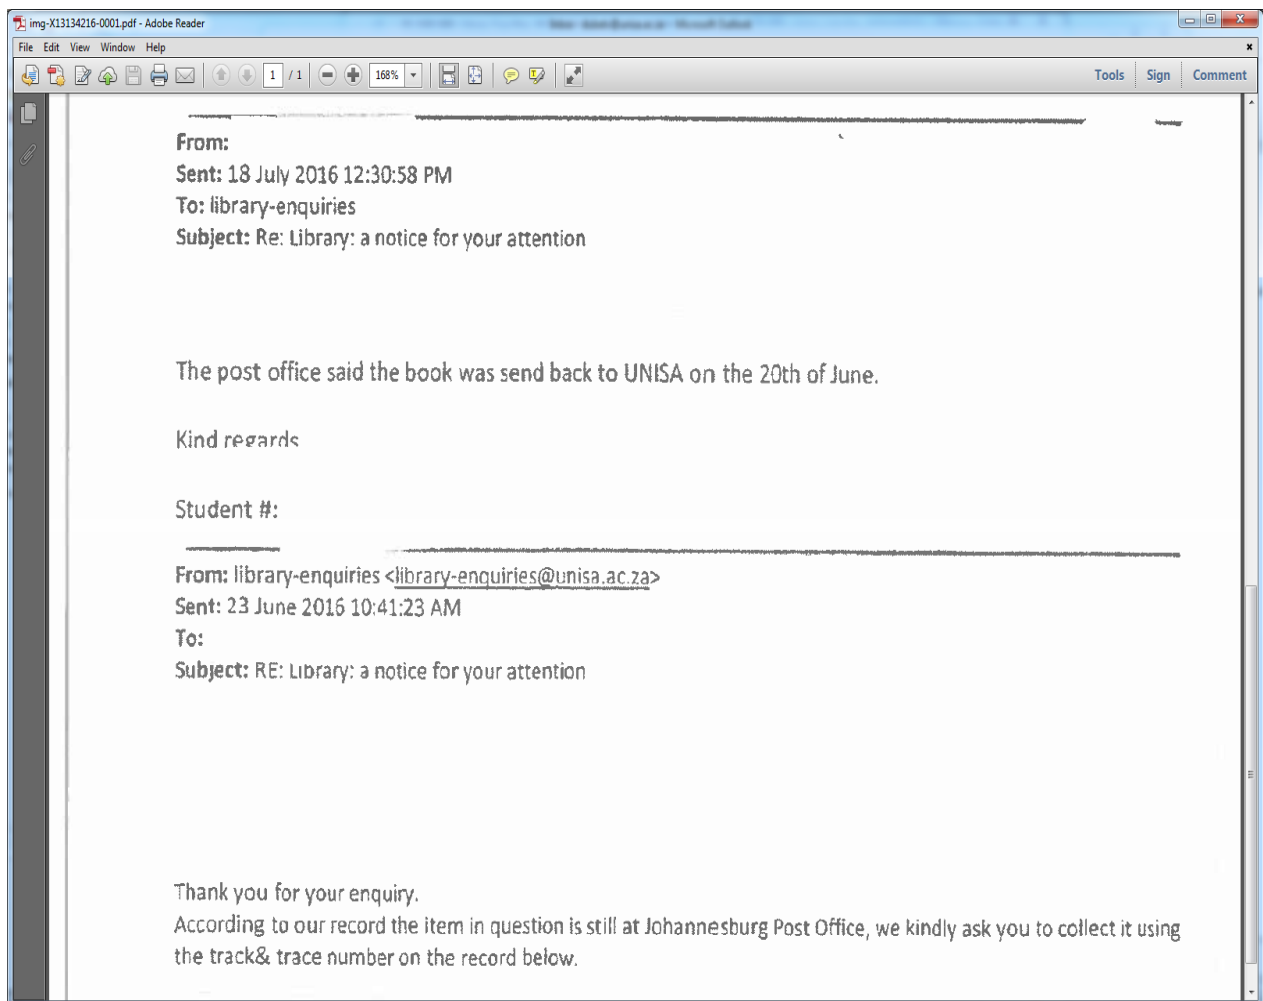 img-X13134216-0001.pdf - Adobe Reader
File Edit View Window Help
1 / 1 168% Tools Sign Comment
From:
Sent: 18 July 2016 12:30:58 PM
To: library-enquiries
Subject: Re: Library: a notice for your attention
The post office said the book was send back to UNISA on the 20th of June.
Kind regards
Student #:
From: library-enquiries <library-enquiries@unisa.ac.za>
Sent: 23 June 2016 10:41:23 AM
To:
Subject: RE: Library: a notice for your attention
Thank you for your enquiry.
According to our record the item in question is still at Johannesburg Post Office, we kindly ask you to collect it using
the track& trace number on the record below.